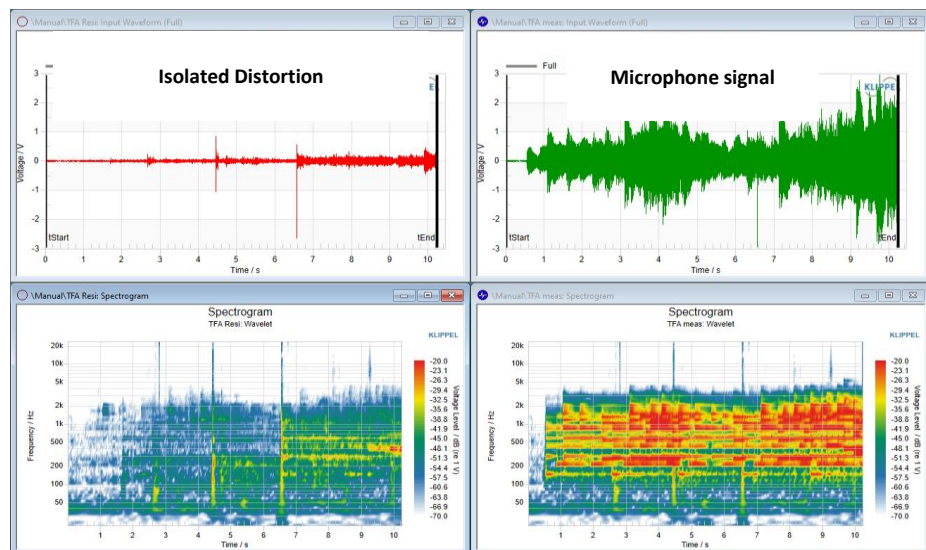 \Manual\TFA Resi: Input Waveform (Full)
Isolated Distortion
KLIPPEL
Voltage / V
3
2
1
0
-1
-2
-3
tStart
tEnd
0 1 2 3 4 5 6 7 8 9 10
Time / s
\Manual\TFA meas: Input Waveform (Full)
Full
Microphone signal
KLIPPEL
Voltage / V
3
2
1
0
-1
-2
-3
tStart
tEnd
0 1 2 3 4 5 6 7 8 9 10
Time / s
\Manual\TFA Resi: Spectrogram
Spectrogram
TFA Resi: Wavelet
KLIPPEL
Frequency / Hz
20k
10k
5k
2k
1k
500
200
100
50
1 2 3 4 5 6 7 8 9 10
Time / s
-20.0
-23.1
-26.3
-29.4
-32.6
-35.7
-38.9
-42.0
-45.1
-48.3
-51.4
-54.4
-57.5
-60.6
-63.8
-66.9
-70.0
Voltage Level / dB (re 1 V)
\Manual\TFA meas: Spectrogram
Spectrogram
TFA meas: Wavelet
KLIPPEL
Frequency / Hz
20k
10k
5k
2k
1k
500
200
100
50
1 2 3 4 5 6 7 8 9 10
Time / s
-20.0
-23.1
-26.3
-29.4
-32.6
-35.7
-38.9
-42.0
-45.1
-48.3
-51.3
-54.4
-57.5
-60.6
-63.8
-66.9
-70.0
Voltage Level / dB (re 1 V)